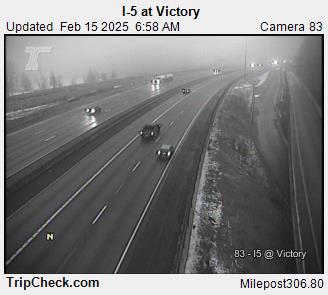 I-5 at Victory
Updated  Feb 15 2025  6:58 AM    Camera 83
T
N
83 - I5 @ Victory
TripCheck.com    Milepost306.80